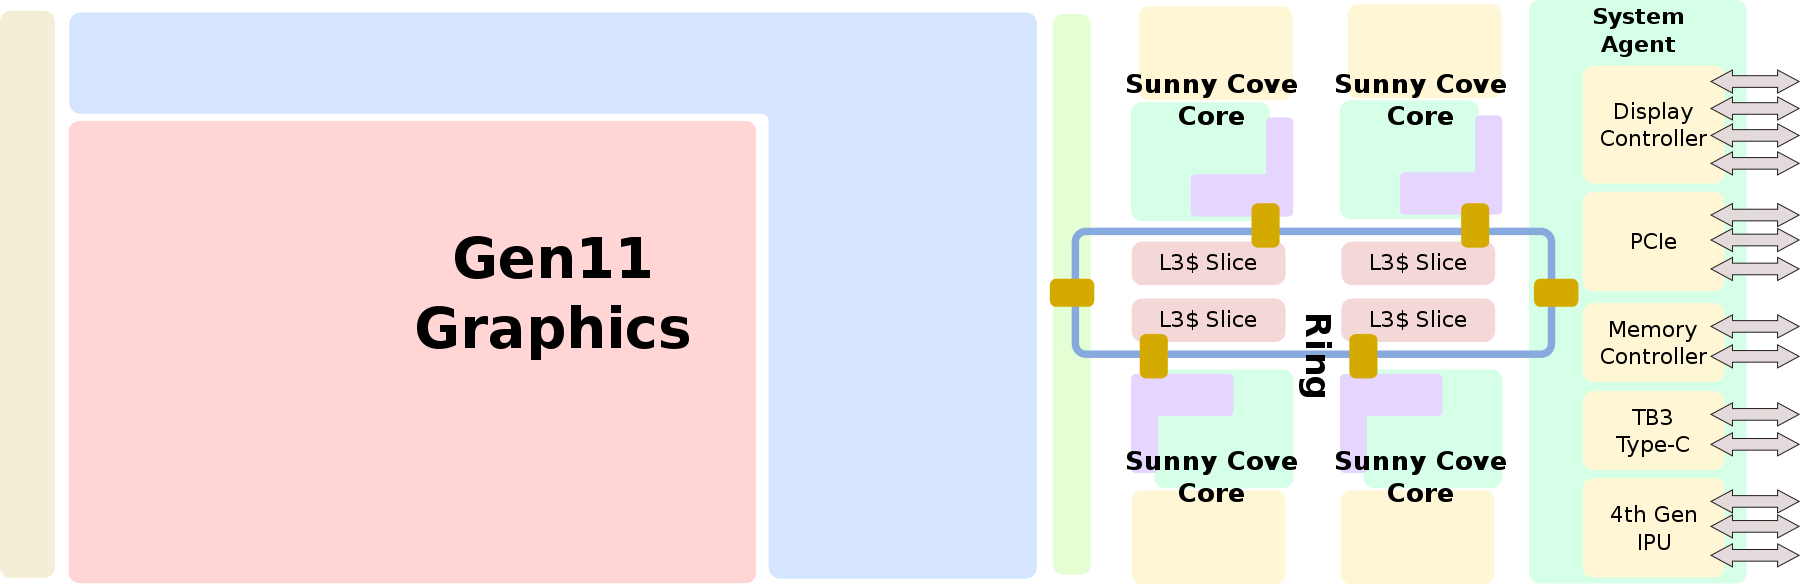 Gen11
Graphics
Sunny Cove
Core
Sunny Cove
Core
L3$ Slice
L3$ Slice
L3$ Slice
L3$ Slice
Ring
Sunny Cove
Core
Sunny Cove
Core
System
Agent
Display
Controller
PCIe
Memory
Controller
TB3
Type-C
4th Gen
IPU